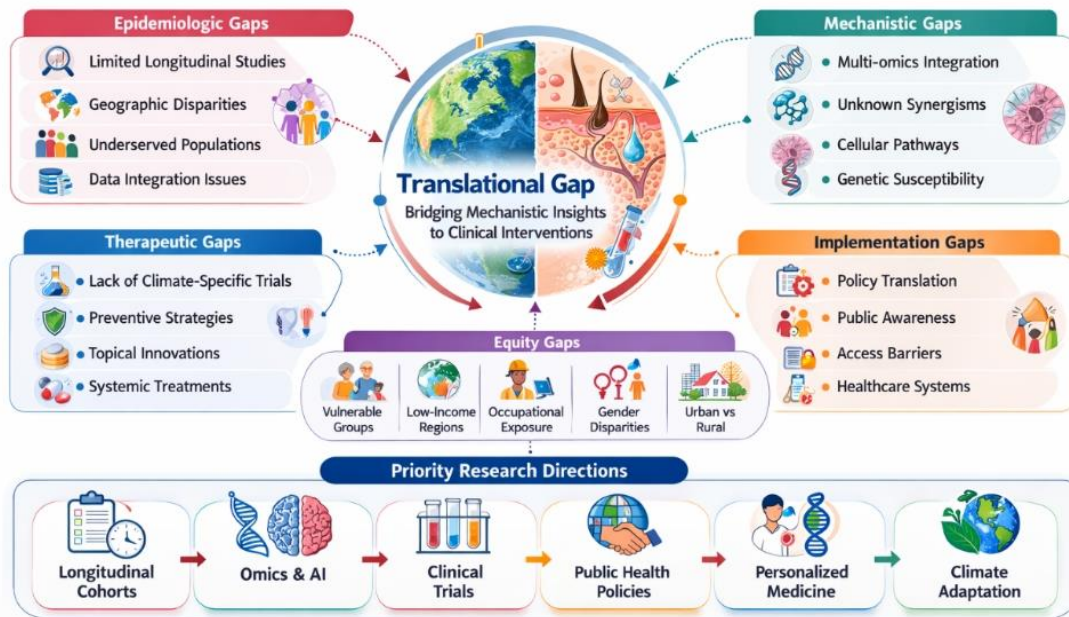 Epidemiologic Gaps
Limited Longitudinal Studies
Geographic Disparities
Underserved Populations
Data Integration Issues
Mechanistic Gaps
Multi-omics Integration
Unknown Synergisms
Cellular Pathways
Genetic Susceptibility
Translational Gap
Bridging Mechanistic Insights
to Clinical Interventions
Therapeutic Gaps
Lack of Climate-Specific Trials
Preventive Strategies
Topical Innovations
Systemic Treatments
Implementation Gaps
Policy Translation
Public Awareness
Access Barriers
Healthcare Systems
Equity Gaps
Vulnerable
Groups
Low-Income
Regions
Occupational
Exposure
Gender
Disparities
Urban vs
Rural
Priority Research Directions
Longitudinal
Cohorts
Omics & AI
Clinical
Trials
Public Health
Policies
Personalized
Medicine
Climate
Adaptation